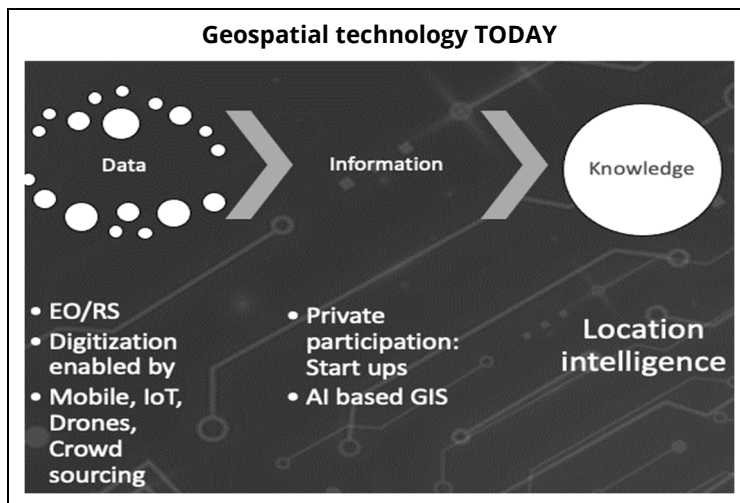 Geospatial technology TODAY
Data
Information
Knowledge
• EO/RS
• Digitization
enabled by
• Mobile, IoT,
Drones,
Crowd
sourcing
• Private
participation:
Start ups
• AI based GIS
Location
intelligence